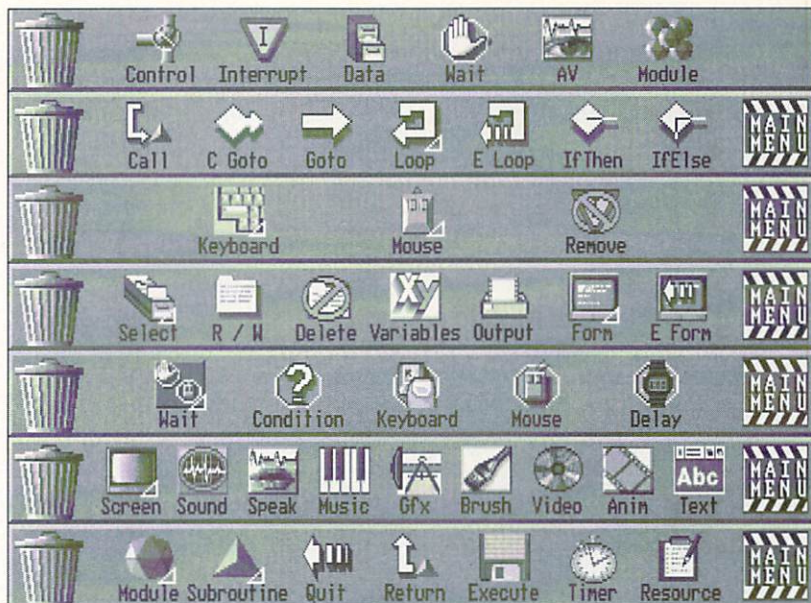 Control Interrupt Data Wait AV Module
Call C Goto Goto Loop E Loop IfThen IfElse MAIN MENU
Keyboard Mouse Remove MAIN MENU
Select R / W Delete Variables Output Form E Form MAIN MENU
Wait Condition Keyboard Mouse Delay MAIN MENU
Screen Sound Speak Music Gfx Brush Video Anim Text MAIN MENU
Module Subroutine Quit Return Execute Timer Resource MAIN MENU
I
Xy
K
Abc